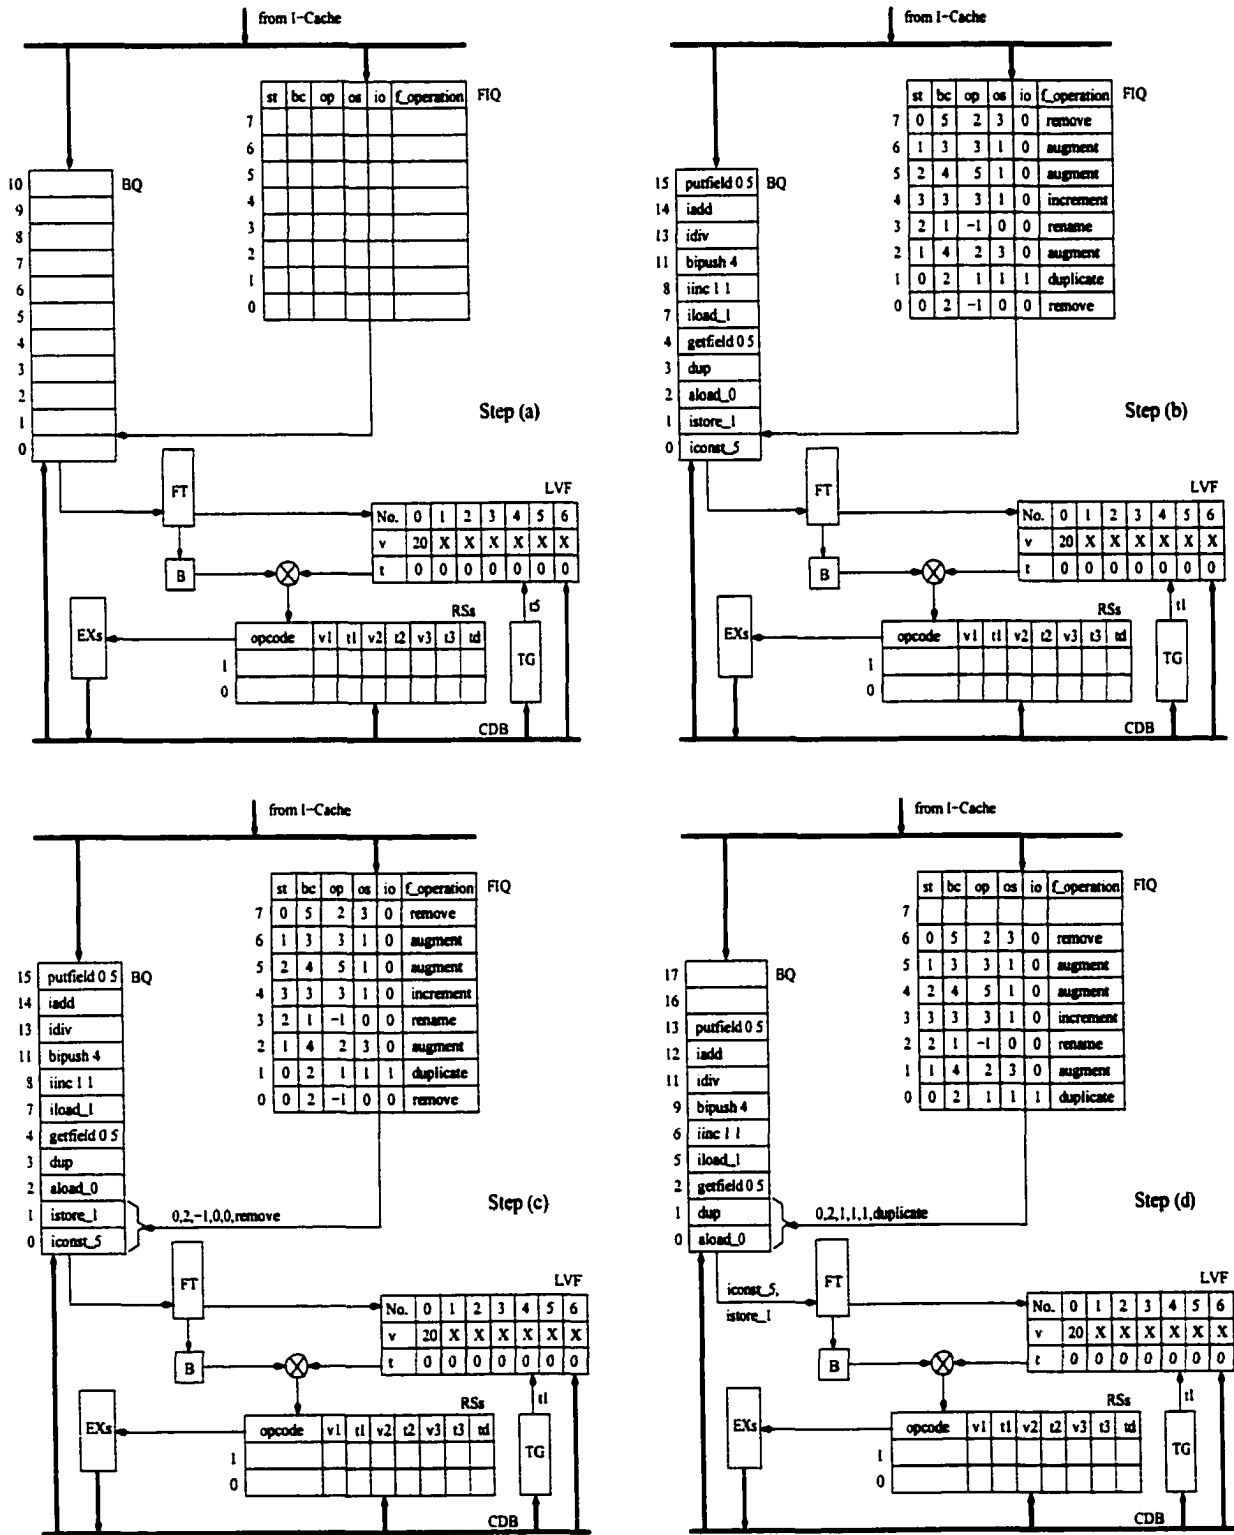 from I-Cache
st bc op os io f_operation FIQ
7
6
5
4
3
2
1
0
10 BQ
9
8
7
6
5
4
3
2
1
0
Step (a)
FT
LVF
No. 0 1 2 3 4 5 6
v 20 X X X X X X
t 0 0 0 0 0 0 0
B
t5
RSs
EXs
opcode v1 t1 v2 t2 v3 t3 td
1
0
TG
CDB
from I-Cache
st bc op os io f_operation FIQ
7 0 5 2 3 0 remove
6 1 3 3 1 0 augment
5 2 4 5 1 0 augment
4 3 3 3 1 0 increment
3 2 1 -1 0 0 rename
2 1 4 2 3 0 augment
1 0 2 1 1 1 duplicate
0 0 2 -1 0 0 remove
15 putfield 0 5 BQ
14 iadd
13 idiv
11 bipush 4
8 iinc 1 1
7 iload_1
4 getfield 0 5
3 dup
2 aload_0
1 istore_1
0 iconst_5
Step (b)
FT
LVF
No. 0 1 2 3 4 5 6
v 20 X X X X X X
t 0 0 0 0 0 0 0
B
t1
RSs
EXs
opcode v1 t1 v2 t2 v3 t3 td
1
0
TG
CDB
from I-Cache
st bc op os io f_operation FIQ
7 0 5 2 3 0 remove
6 1 3 3 1 0 augment
5 2 4 5 1 0 augment
4 3 3 3 1 0 increment
3 2 1 -1 0 0 rename
2 1 4 2 3 0 augment
1 0 2 1 1 1 duplicate
0 0 2 -1 0 0 remove
15 putfield 0 5 BQ
14 iadd
13 idiv
11 bipush 4
8 iinc 1 1
7 iload_1
4 getfield 0 5
3 dup
2 aload_0
1 istore_1
0 iconst_5
0,2,-1,0,0,remove
Step (c)
FT
LVF
No. 0 1 2 3 4 5 6
v 20 X X X X X X
t 0 0 0 0 0 0 0
B
t1
RSs
EXs
opcode v1 t1 v2 t2 v3 t3 td
1
0
TG
CDB
from I-Cache
st bc op os io f_operation FIQ
7
6 0 5 2 3 0 remove
5 1 3 3 1 0 augment
4 2 4 5 1 0 augment
3 3 3 3 1 0 increment
2 2 1 -1 0 0 rename
1 1 4 2 3 0 augment
0 0 2 1 1 1 duplicate
17 BQ
16
13 putfield 0 5
12 iadd
11 idiv
9 bipush 4
6 iinc 1 1
5 iload_1
2 getfield 0 5
1 dup
0 aload_0
0,2,1,1,1,duplicate
Step (d)
iconst_5,
istore_1
FT
LVF
No. 0 1 2 3 4 5 6
v 20 X X X X X X
t 0 0 0 0 0 0 0
B
t1
RSs
EXs
opcode v1 t1 v2 t2 v3 t3 td
1
0
TG
CDB